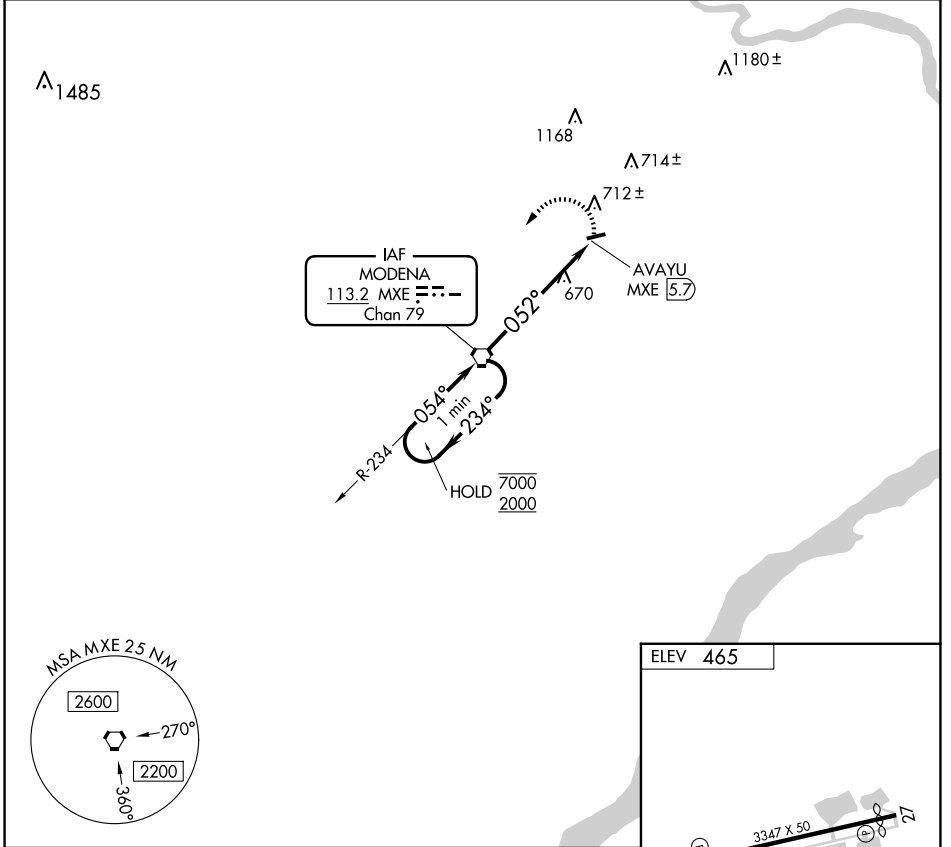 1485
1180 ±
1168
714 ±
712 ±
IAF
MODENA
113.2 MXE
Chan 79
AVAYU
MXE 5.7
670
052°
054°
1 min
234°
R-234
HOLD 7000
2000
MSA MXE 25 NM
2600
270°
2200
360°
ELEV 465
3347 X 50
P
27